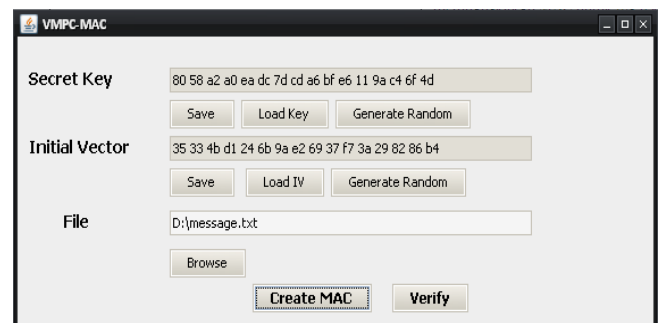 VMPC-MAC
Secret Key 80 58 a2 a0 ea dc 7d cd a6 bf e6 11 9a c4 6f 4d
Save Load Key Generate Random
Initial Vector 35 33 4b d1 24 6b 9a e2 69 37 f7 3a 29 82 86 b4
Save Load IV Generate Random
File D:\message.txt
Browse
Create MAC Verify